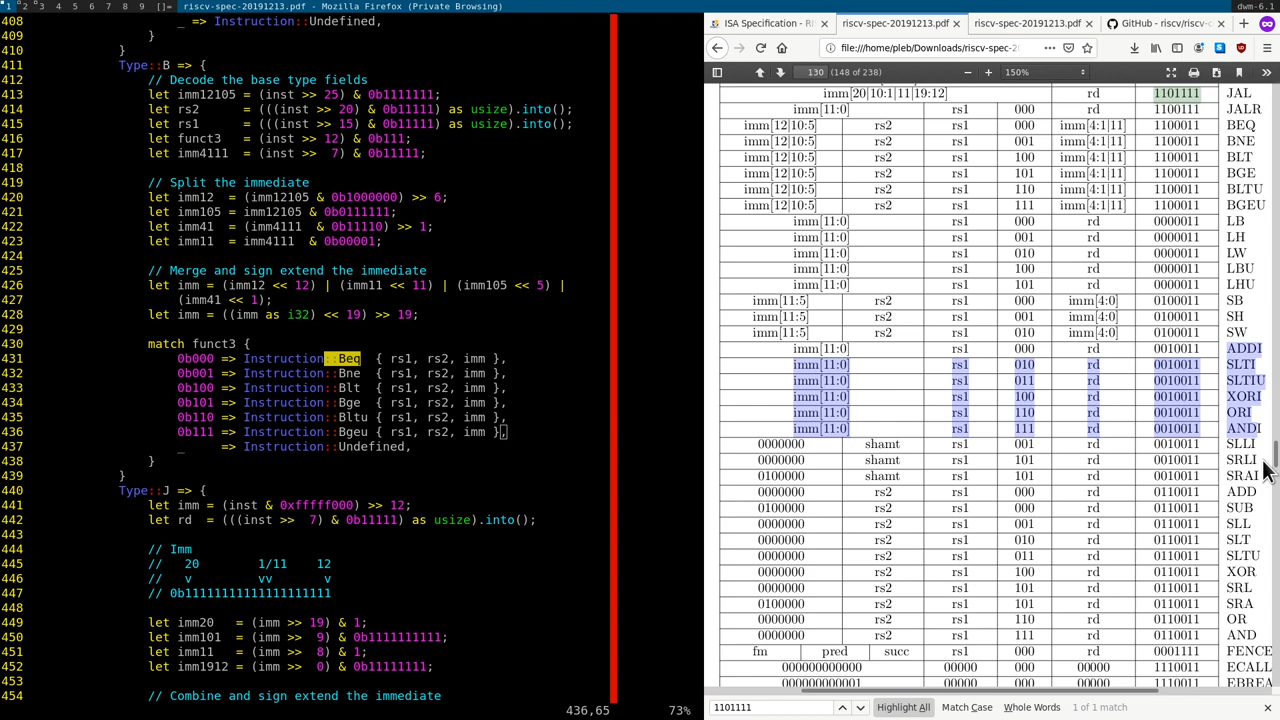 1 2 3 4 5 6 7 8 9 []= riscv-spec-20191213.pdf - Mozilla Firefox (Private Browsing) dwm-6.1
408 _ => Instruction::Undefined,
409 }
410 }
411 Type::B => {
412 // Decode the base type fields
413 let imm12105 = (inst >> 25) & 0b1111111;
414 let rs2 = (((inst >> 20) & 0b11111) as usize).into();
415 let rs1 = (((inst >> 15) & 0b11111) as usize).into();
416 let funct3 = (inst >> 12) & 0b111;
417 let imm4111 = (inst >> 7) & 0b11111;
418
419 // Split the immediate
420 let imm12 = (imm12105 & 0b1000000) >> 6;
421 let imm105 = imm12105 & 0b0111111;
422 let imm41 = (imm4111 & 0b11110) >> 1;
423 let imm11 = imm4111 & 0b00001;
424
425 // Merge and sign extend the immediate
426 let imm = (imm12 << 12) | (imm11 << 11) | (imm105 << 5) |
427 (imm41 << 1);
428 let imm = ((imm as i32) << 19) >> 19;
429
430 match funct3 {
431 0b000 => Instruction::Beq { rs1, rs2, imm },
432 0b001 => Instruction::Bne { rs1, rs2, imm },
433 0b100 => Instruction::Blt { rs1, rs2, imm },
434 0b101 => Instruction::Bge { rs1, rs2, imm },
435 0b110 => Instruction::Bltu { rs1, rs2, imm },
436 0b111 => Instruction::Bgeu { rs1, rs2, imm },
437 _ => Instruction::Undefined,
438 }
439 }
440 Type::J => {
441 let imm = (inst & 0xfffff000) >> 12;
442 let rd = (((inst >> 7) & 0b11111) as usize).into();
443
444 // Imm
445 // 20 1/11 12
446 // v vv v
447 // 0b11111111111111111111
448
449 let imm20 = (imm >> 19) & 1;
450 let imm101 = (imm >> 9) & 0b1111111111;
451 let imm11 = (imm >> 8) & 1;
452 let imm1912 = (imm >> 0) & 0b11111111;
453
454 // Combine and sign extend the immediate
436,65 73%
ISA Specification - RI riscv-spec-20191213.pdf riscv-spec-20191213.pdf GitHub - riscv/riscv-c
file:///home/pleb/Downloads/riscv-spec-2
130 (148 of 238) 150%
imm[20|10:1|11|19:12] rd 1101111 JAL
imm[11:0] rs1 000 rd 1100111 JALR
imm[12|10:5] rs2 rs1 000 imm[4:1|11] 1100011 BEQ
imm[12|10:5] rs2 rs1 001 imm[4:1|11] 1100011 BNE
imm[12|10:5] rs2 rs1 100 imm[4:1|11] 1100011 BLT
imm[12|10:5] rs2 rs1 101 imm[4:1|11] 1100011 BGE
imm[12|10:5] rs2 rs1 110 imm[4:1|11] 1100011 BLTU
imm[12|10:5] rs2 rs1 111 imm[4:1|11] 1100011 BGEU
imm[11:0] rs1 000 rd 0000011 LB
imm[11:0] rs1 001 rd 0000011 LH
imm[11:0] rs1 010 rd 0000011 LW
imm[11:0] rs1 100 rd 0000011 LBU
imm[11:0] rs1 101 rd 0000011 LHU
imm[11:5] rs2 rs1 000 imm[4:0] 0100011 SB
imm[11:5] rs2 rs1 001 imm[4:0] 0100011 SH
imm[11:5] rs2 rs1 010 imm[4:0] 0100011 SW
imm[11:0] rs1 000 rd 0010011 ADDI
imm[11:0] rs1 010 rd 0010011 SLTI
imm[11:0] rs1 011 rd 0010011 SLTIU
imm[11:0] rs1 100 rd 0010011 XORI
imm[11:0] rs1 110 rd 0010011 ORI
imm[11:0] rs1 111 rd 0010011 ANDI
0000000 shamt rs1 001 rd 0010011 SLLI
0000000 shamt rs1 101 rd 0010011 SRLI
0100000 shamt rs1 101 rd 0010011 SRAI
0000000 rs2 rs1 000 rd 0110011 ADD
0100000 rs2 rs1 000 rd 0110011 SUB
0000000 rs2 rs1 001 rd 0110011 SLL
0000000 rs2 rs1 010 rd 0110011 SLT
0000000 rs2 rs1 011 rd 0110011 SLTU
0000000 rs2 rs1 100 rd 0110011 XOR
0000000 rs2 rs1 101 rd 0110011 SRL
0100000 rs2 rs1 101 rd 0110011 SRA
0000000 rs2 rs1 110 rd 0110011 OR
0000000 rs2 rs1 111 rd 0110011 AND
fm pred succ rs1 000 rd 0001111 FENCE
000000000000 00000 000 00000 1110011 ECALL
000000000001 00000 000 00000 1110011 EBREA
1101111 Highlight All Match Case Whole Words 1 of 1 match